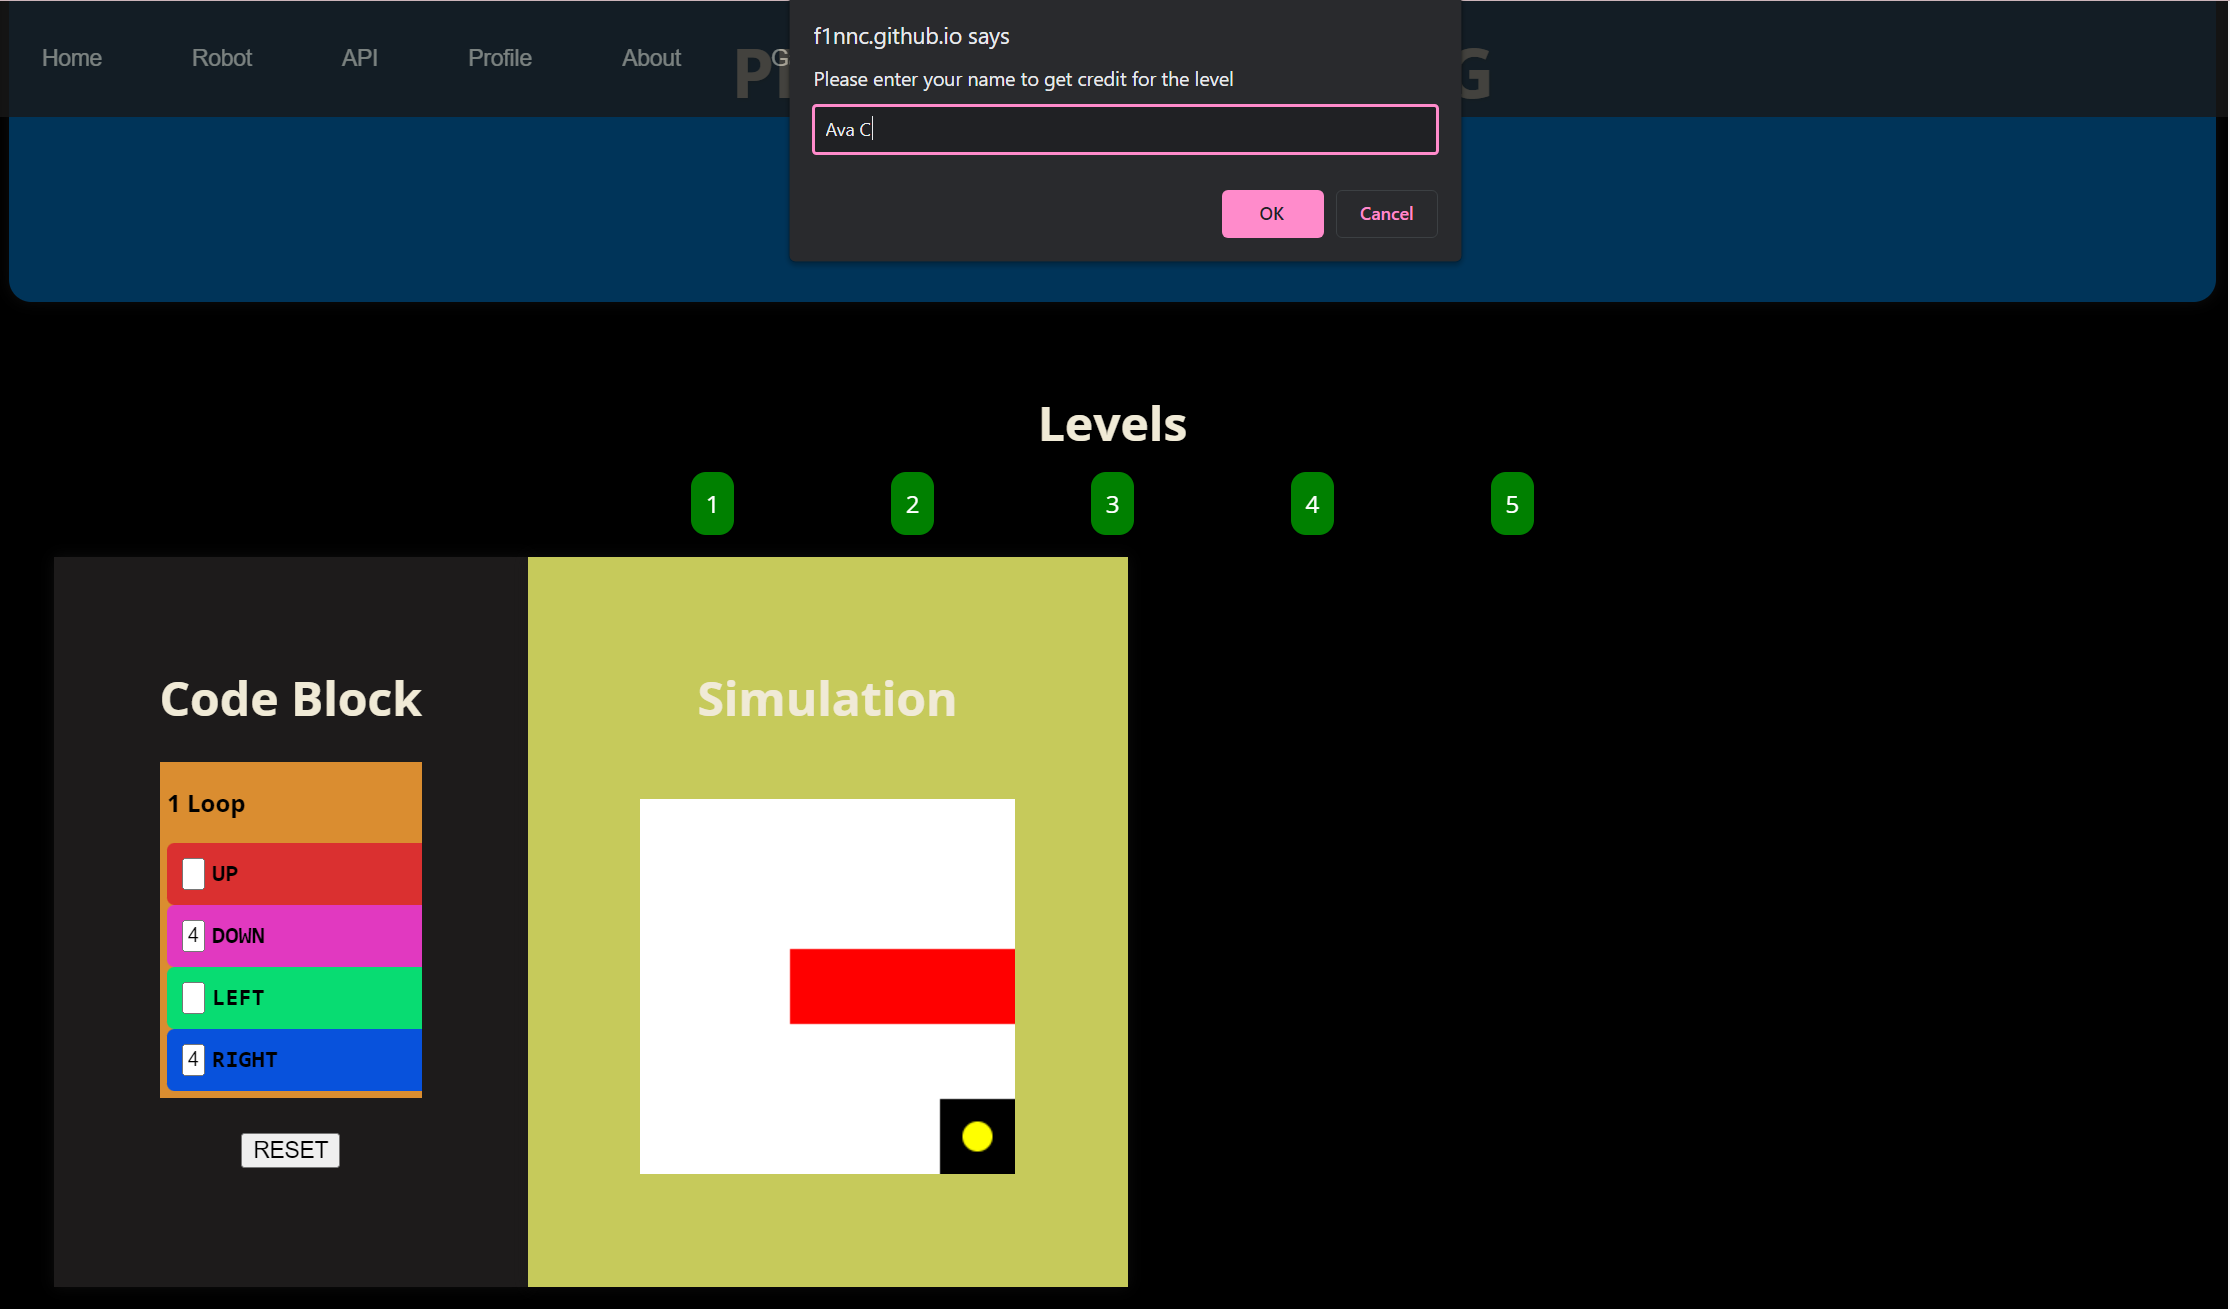 f1nnc.github.io says
Please enter your name to get credit for the level
Ava C
OK Cancel
Home Robot API Profile About
Levels
1 2 3 4 5
Code Block
1 Loop
UP
4 DOWN
LEFT
4 RIGHT
RESET
Simulation